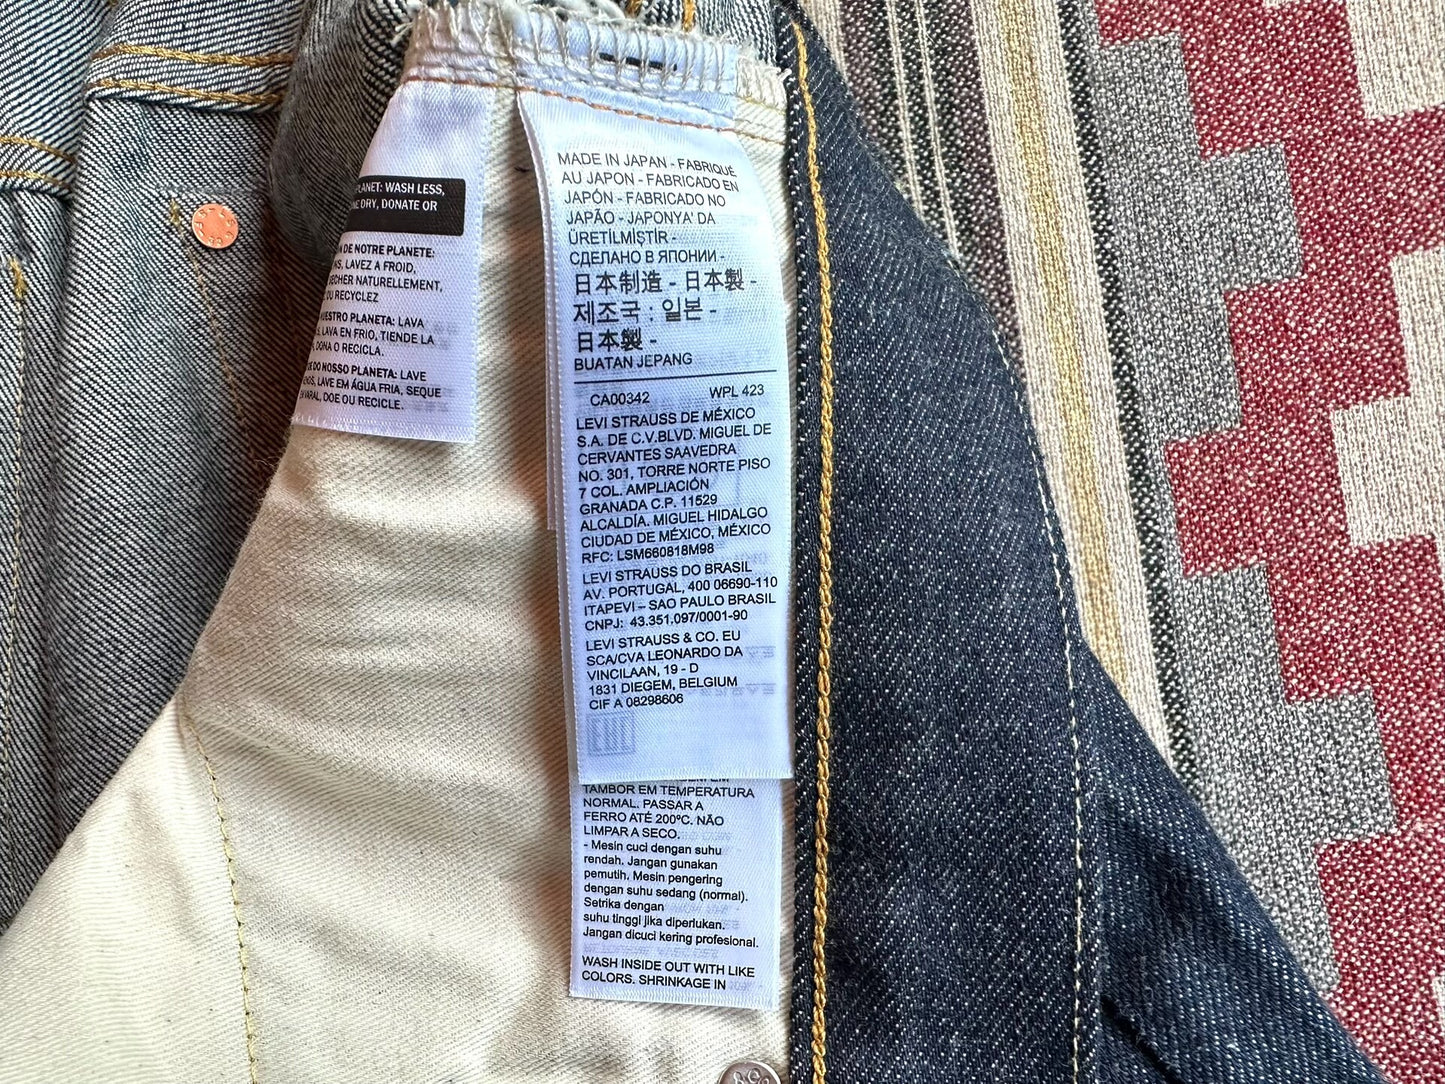 PLANET: WASH LESS,
DRY, DONATE OR
DE NOTRE PLANETE:
LAVEZ A FROID,
NATURELLEMENT,
OU RECYCLEZ
PLANETA: LAVA
LAVA EN FRIO, TIENDE LA
DONA O RECICLA.
DO NOSSO PLANETA: LAVE
LAVE EM ÁGUA FRIA, SEQUE
VARAL, DOE OU RECICLE.
MADE IN JAPAN - FABRIQUÉ
AU JAPON - FABRICADO EN
JAPÓN - FABRICADO NO
JAPÃO - JAPONYA' DA
ÜRETİLMİŞTİR -
СДЕЛАНО В ЯПОНИИ -
日本制造 - 日本製 -
제조국 : 일본 -
日本製 -
BUATAN JEPANG
CA00342 WPL 423
LEVI STRAUSS DE MÉXICO
S.A. DE C.V.BLVD. MIGUEL DE
CERVANTES SAAVEDRA
NO. 301, TORRE NORTE PISO
7 COL. AMPLIACIÓN
GRANADA C.P. 11529
ALCALDÍA. MIGUEL HIDALGO
CIUDAD DE MÉXICO, MÉXICO
RFC: LSM660818M98
LEVI STRAUSS DO BRASIL
AV. PORTUGAL, 400 06690-110
ITAPEVI – SAO PAULO BRASIL
CNPJ: 43.351,097/0001-90
LEVI STRAUSS & CO. EU
SCA/CVA LEONARDO DA
VINCILAAN, 19 - D
1831 DIEGEM, BELGIUM
CIF A 08298606
EAC
TAMBOR EM TEMPERATURA
NORMAL. PASSAR A
FERRO ATÉ 200ºC. NÃO
LIMPAR A SECO.
- Mesin cuci dengan suhu
rendah. Jangan gunakan
pemutih. Mesin pengering
dengan suhu sedang (normal).
Setrika dengan
suhu tinggi jika diperlukan.
Jangan dicuci kering profesional.
WASH INSIDE OUT WITH LIKE
COLORS. SHRINKAGE IN